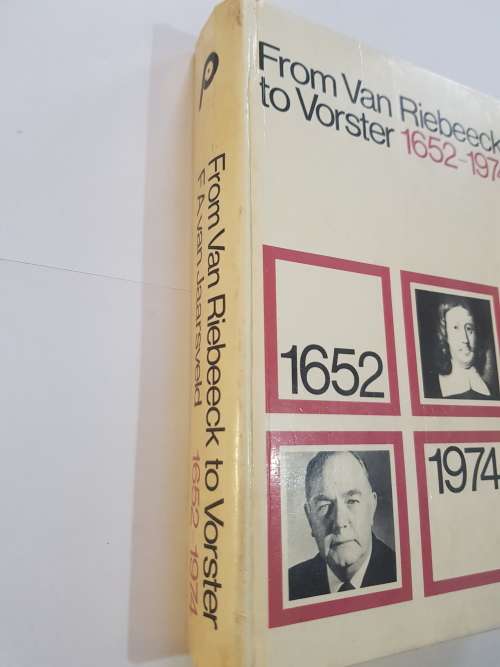 From Van Riebeeck to Vorster 1652-1974
F A van Jaarsveld
From Van Riebeeck
to Vorster 1652-1974
1652
1974